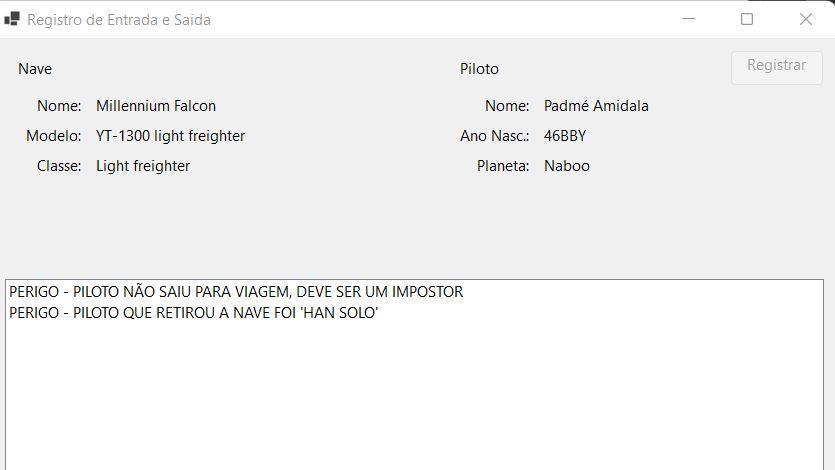 Registro de Entrada e Saida
Nave
Piloto
Registrar
Nome: Millennium Falcon
Nome: Padmé Amidala
Modelo: YT-1300 light freighter
Ano Nasc.: 46BBY
Classe: Light freighter
Planeta: Naboo
PERIGO - PILOTO NÃO SAIU PARA VIAGEM, DEVE SER UM IMPOSTOR
PERIGO - PILOTO QUE RETIROU A NAVE FOI 'HAN SOLO'